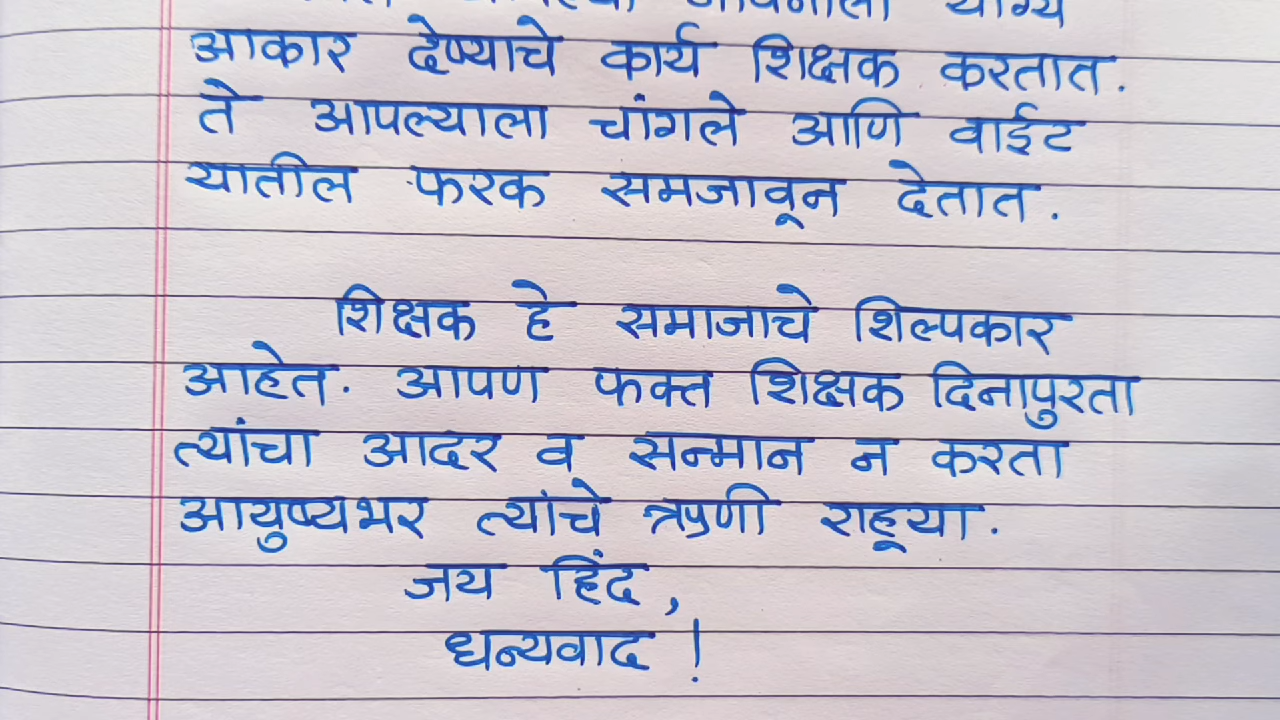 योग्य
आकार देण्याचे कार्य शिक्षक करतात.
ते आपल्याला चांगले आणि वाईट
यातील फरक समजावून देतात.
शिक्षक हे समाजाचे शिल्पकार
आहेत. आपण फक्त शिक्षक दिनापुरता
त्यांचा आदर व सन्मान न करता
आयुष्यभर त्यांचे ऋणी राहूया.
जय हिंद,
धन्यवाद !